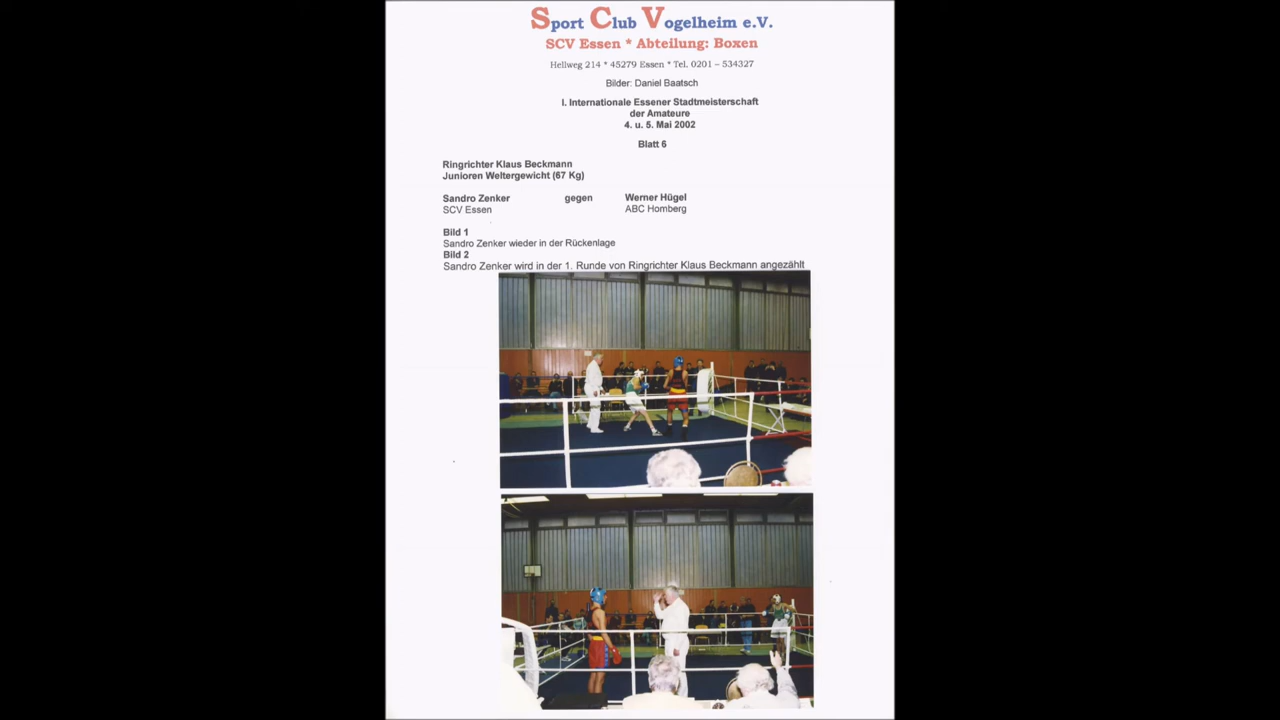 Sport Club Vogelheim e.V.
SCV Essen * Abteilung: Boxen
Hellweg 214 * 45279 Essen * Tel. 0201 – 534327
Bilder: Daniel Baatsch
I. Internationale Essener Stadtmeisterschaft
der Amateure
4. u. 5. Mai 2002
Blatt 6
Ringrichter Klaus Beckmann
Junioren Weltergewicht (67 Kg)
Sandro Zenker gegen Werner Hügel
SCV Essen ABC Homberg
Bild 1
Sandro Zenker wieder in der Rückenlage
Bild 2
Sandro Zenker wird in der 1. Runde von Ringrichter Klaus Beckmann angezählt